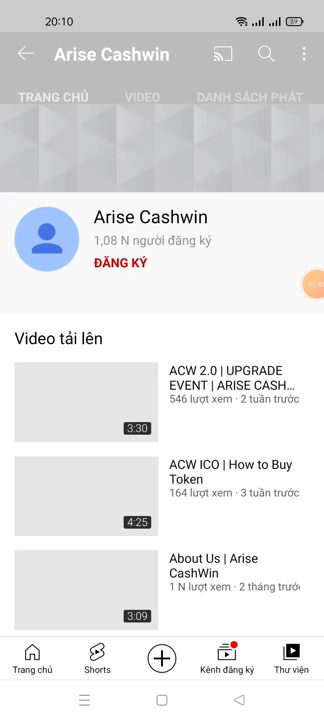 20:10
59
Arise Cashwin
TRANG CHỦ
VIDEO
DANH SÁCH PHÁT
Arise Cashwin
1,08 N người đăng ký
ĐĂNG KÝ
Video tải lên
ACW 2.0 | UPGRADE
EVENT | ARISE CASH...
546 lượt xem · 2 tuần trước
3:30
ACW ICO | How to Buy
Token
164 lượt xem · 3 tuần trước
4:25
About Us | Arise
CashWin
1 N lượt xem · 2 tháng trước
3:09
Trang chủ
Shorts
Kênh đăng ký
Thư viện